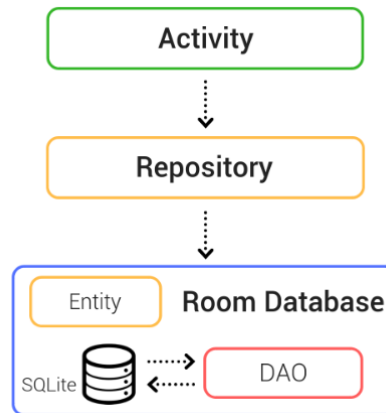 Activity
Repository
Entity
Room Database
SQLite
DAO